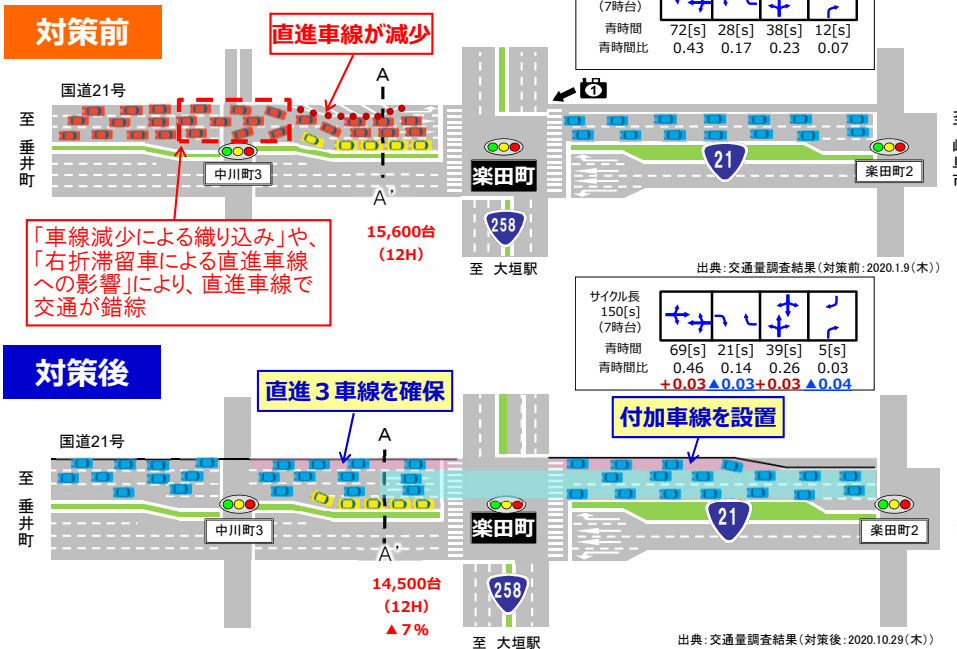 対策前
直進車線が減少
(7時台)
青時間 72[s] 28[s] 38[s] 12[s]
青時間比 0.43 0.17 0.23 0.07
国道21号
A
1
至 垂井町
中川町3
楽田町
21
楽田町2
A'
258
15,600台
(12H)
「車線減少による織り込み」や、
「右折滞留車による直進車線
への影響」により、直進車線で
交通が錯綜
至 大垣駅
出典:交通量調査結果(対策前:2020.1.9(木))
サイクル長
150[s]
(7時台)
青時間 69[s] 21[s] 39[s] 5[s]
青時間比 0.46 0.14 0.26 0.03
+0.03 ▲0.03 +0.03 ▲0.04
対策後
直進3車線を確保
付加車線を設置
国道21号
A
至 垂井町
中川町3
楽田町
21
楽田町2
A'
258
14,500台
(12H)
▲7%
至 大垣駅
出典:交通量調査結果(対策後:2020.10.29(木))